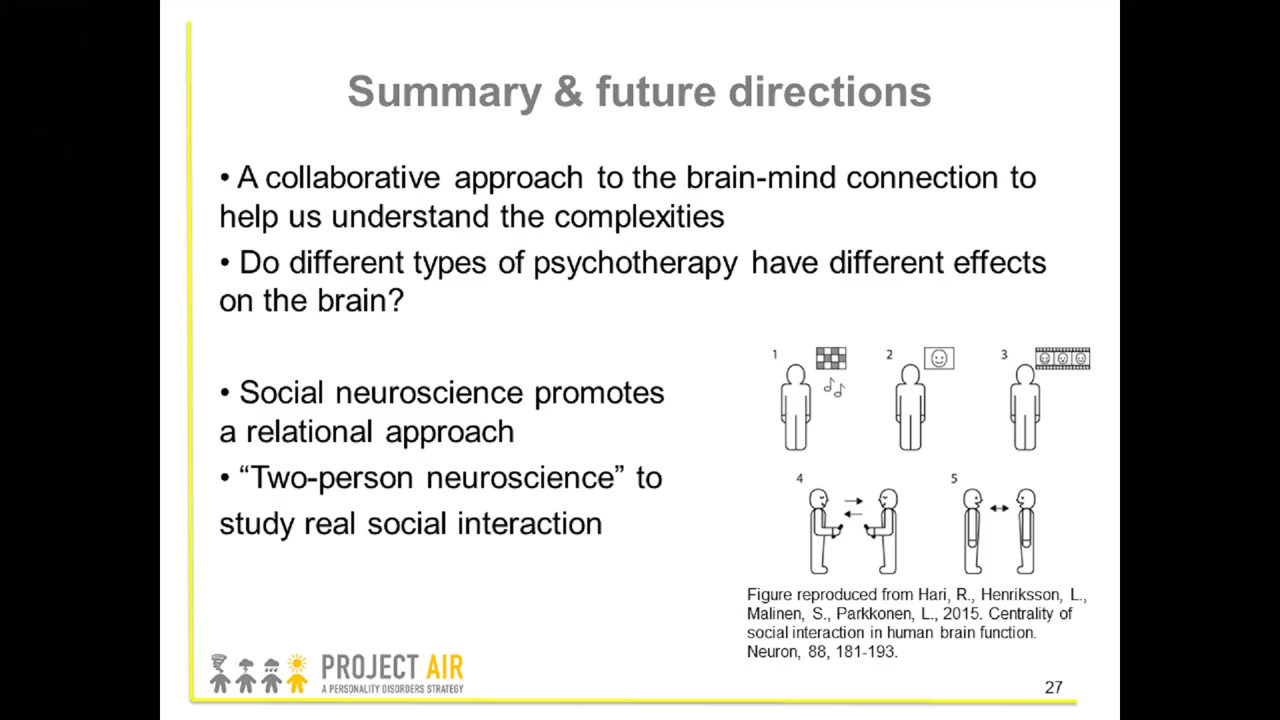 Summary & future directions
• A collaborative approach to the brain-mind connection to
help us understand the complexities
• Do different types of psychotherapy have different effects
on the brain?
• Social neuroscience promotes
a relational approach
• “Two-person neuroscience” to
study real social interaction
1
2
3
4
5
Figure reproduced from Hari, R., Henriksson, L.,
Malinen, S., Parkkonen, L., 2015. Centrality of
social interaction in human brain function.
Neuron, 88, 181-193.
PROJECT AIR
A PERSONALITY DISORDERS STRATEGY
27